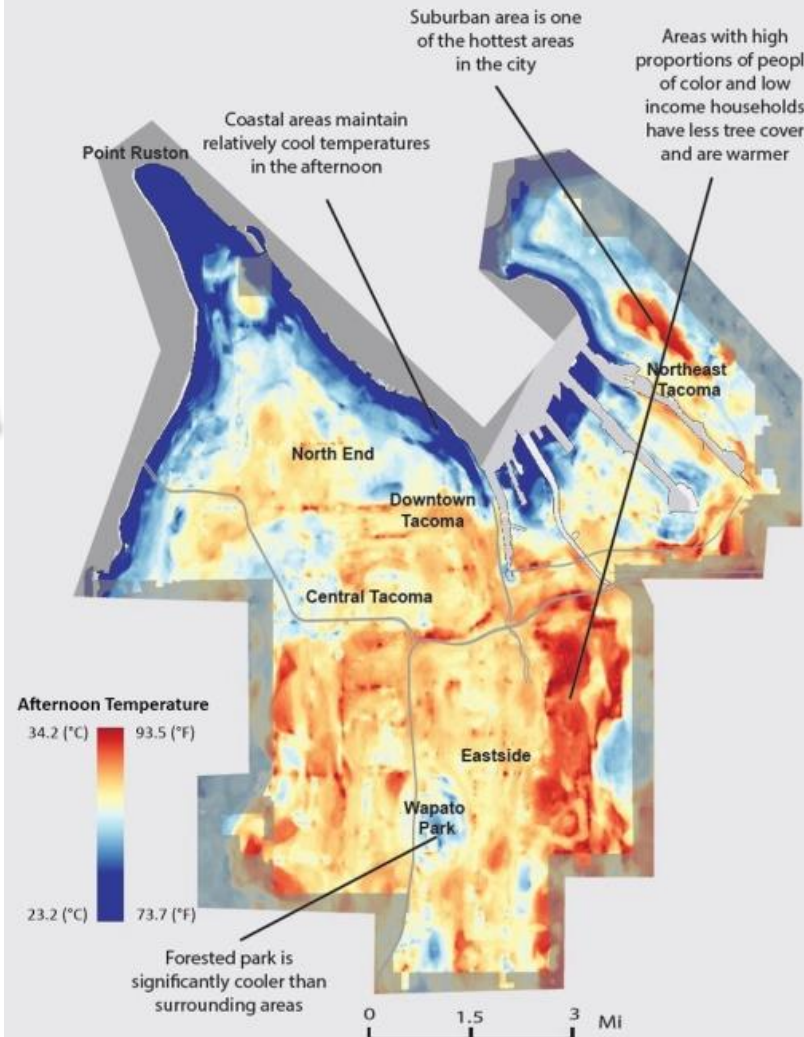 Suburban area is one
of the hottest areas
in the city
Areas with high
proportions of people
of color and low
income households
have less tree cover
and are warmer
Coastal areas maintain
relatively cool temperatures
in the afternoon
Point Ruston
Northeast
Tacoma
North End
Downtown
Tacoma
Central Tacoma
Afternoon Temperature
34.2 (°C) 93.5 (°F)
23.2 (°C) 73.7 (°F)
Eastside
Wapato
Park
Forested park is
significantly cooler than
surrounding areas
0 1.5 3 Mi